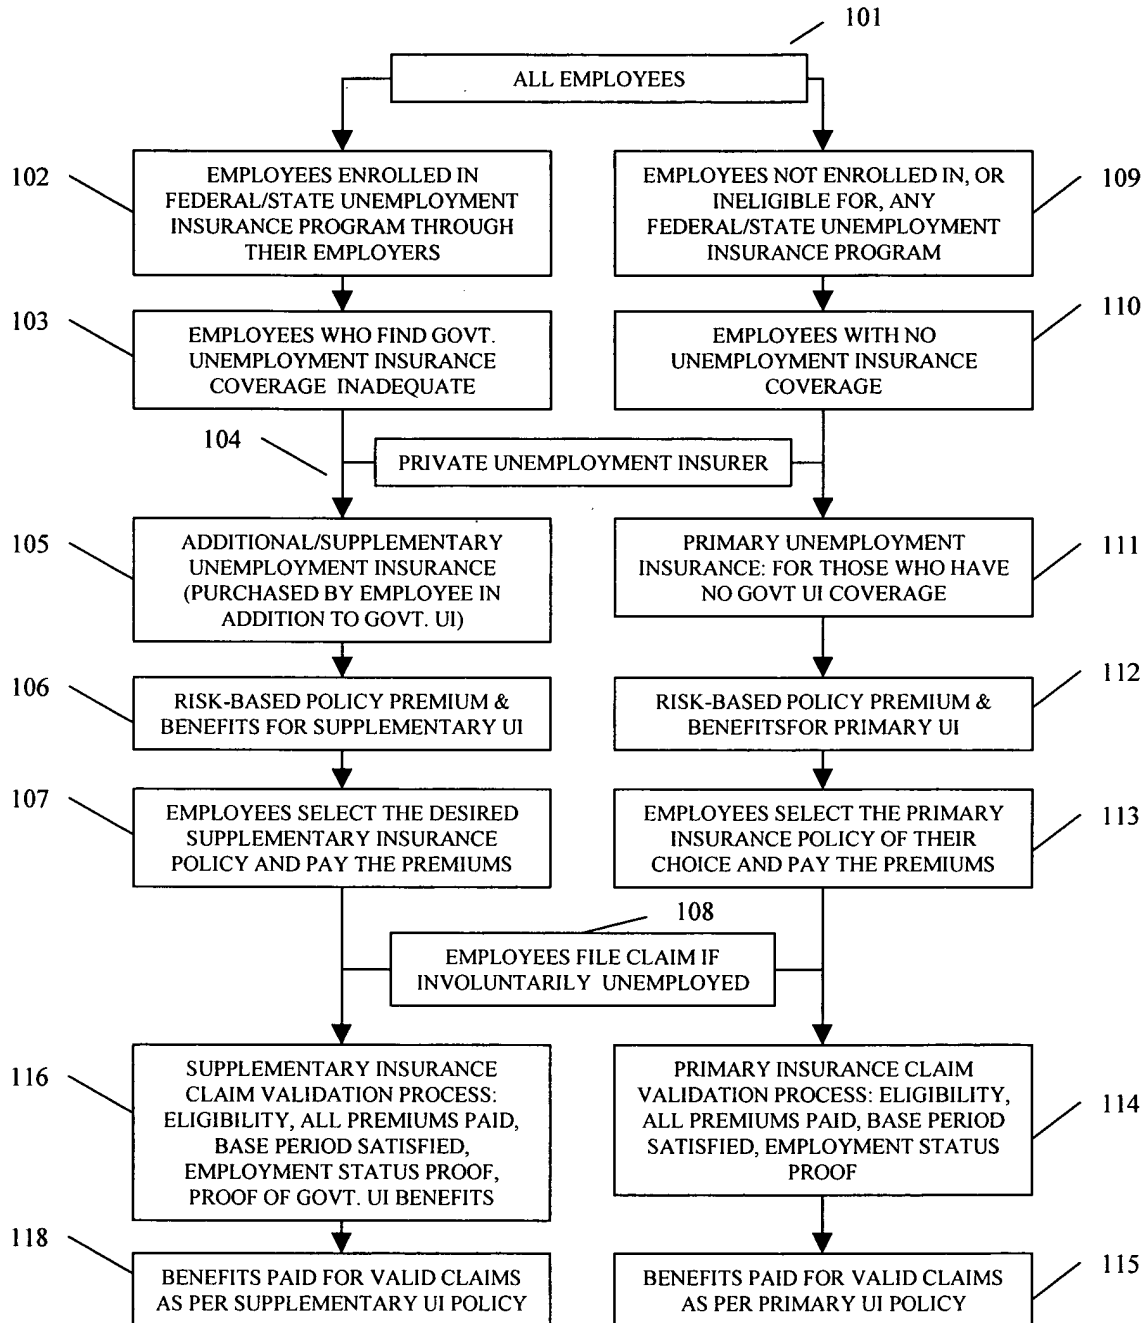 101
ALL EMPLOYEES
102
EMPLOYEES ENROLLED IN
FEDERAL/STATE UNEMPLOYMENT
INSURANCE PROGRAM THROUGH
THEIR EMPLOYERS
EMPLOYEES NOT ENROLLED IN, OR
INELIGIBLE FOR, ANY
FEDERAL/STATE UNEMPLOYMENT
INSURANCE PROGRAM
109
103
EMPLOYEES WHO FIND GOVT.
UNEMPLOYMENT INSURANCE
COVERAGE INADEQUATE
EMPLOYEES WITH NO
UNEMPLOYMENT INSURANCE
COVERAGE
110
104
PRIVATE UNEMPLOYMENT INSURER
105
ADDITIONAL/SUPPLEMENTARY
UNEMPLOYMENT INSURANCE
(PURCHASED BY EMPLOYEE IN
ADDITION TO GOVT. UI)
PRIMARY UNEMPLOYMENT
INSURANCE: FOR THOSE WHO HAVE
NO GOVT UI COVERAGE
111
106
RISK-BASED POLICY PREMIUM &
BENEFITS FOR SUPPLEMENTARY UI
RISK-BASED POLICY PREMIUM &
BENEFITSFOR PRIMARY UI
112
107
EMPLOYEES SELECT THE DESIRED
SUPPLEMENTARY INSURANCE
POLICY AND PAY THE PREMIUMS
EMPLOYEES SELECT THE PRIMARY
INSURANCE POLICY OF THEIR
CHOICE AND PAY THE PREMIUMS
113
108
EMPLOYEES FILE CLAIM IF
INVOLUNTARILY UNEMPLOYED
116
SUPPLEMENTARY INSURANCE
CLAIM VALIDATION PROCESS:
ELIGIBILITY, ALL PREMIUMS PAID,
BASE PERIOD SATISFIED,
EMPLOYMENT STATUS PROOF,
PROOF OF GOVT. UI BENEFITS
PRIMARY INSURANCE CLAIM
VALIDATION PROCESS: ELIGIBILITY,
ALL PREMIUMS PAID, BASE PERIOD
SATISFIED, EMPLOYMENT STATUS
PROOF
114
118
BENEFITS PAID FOR VALID CLAIMS
AS PER SUPPLEMENTARY UI POLICY
BENEFITS PAID FOR VALID CLAIMS
AS PER PRIMARY UI POLICY
115